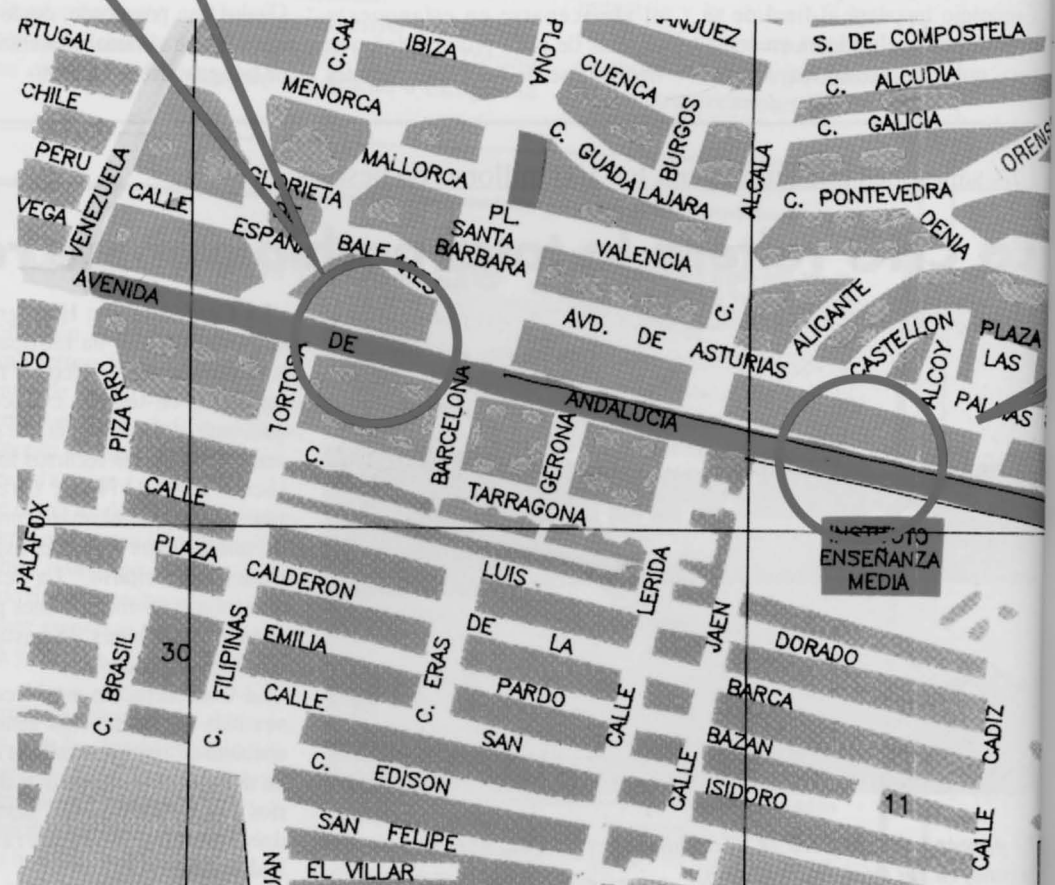 RTUGAL
CHILE
PERU
VEGA
VENEZUELA
CALLE
C.CAL
IBIZA
MENORCA
MALLORCA
GLORIETA
DE
ESPAÑA
BALEARES
PLONA
ANJUEZ
CUENCA
BURGOS
C. GUADALAJARA
PL.
SANTA
BARBARA
VALENCIA
ALCALA
S. DE COMPOSTELA
C. ALCUDIA
C. GALICIA
ORENS
C. PONTEVEDRA
DENIA
AVENIDA DE ANDALUCIA
AVD. DE ASTURIAS
C.
ALICANTE
CASTELLON
ALCOY
PLAZA
LAS
PALMAS
LDO
PIZARRO
TORTOSA
C.
BARCELONA
GERONA
TARRAGONA
CALLE
PALAFOX
PLAZA
INSTITUTO
ENSEÑANZA
MEDIA
CALDERON
LUIS
LERIDA
EMILIA
DE LA
JAEN
DORADO
30
C. BRASIL
C. FILIPINAS
C. ERAS
CALLE
PARDO
CALLE
BARCA
SAN
BAZAN
CALLE
CADIZ
C. EDISON
ISIDORO
11
SAN FELIPE
CALLE
EL VILLAR
UAN